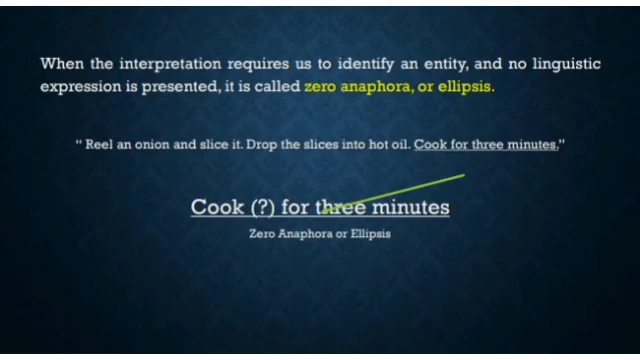 When the interpretation requires us to identify an entity, and no linguistic
expression is presented, it is called zero anaphora, or ellipsis.
“ Reel an onion and slice it. Drop the slices into hot oil. Cook for three minutes.”
Cook (?) for three minutes
Zero Anaphora or Ellipsis